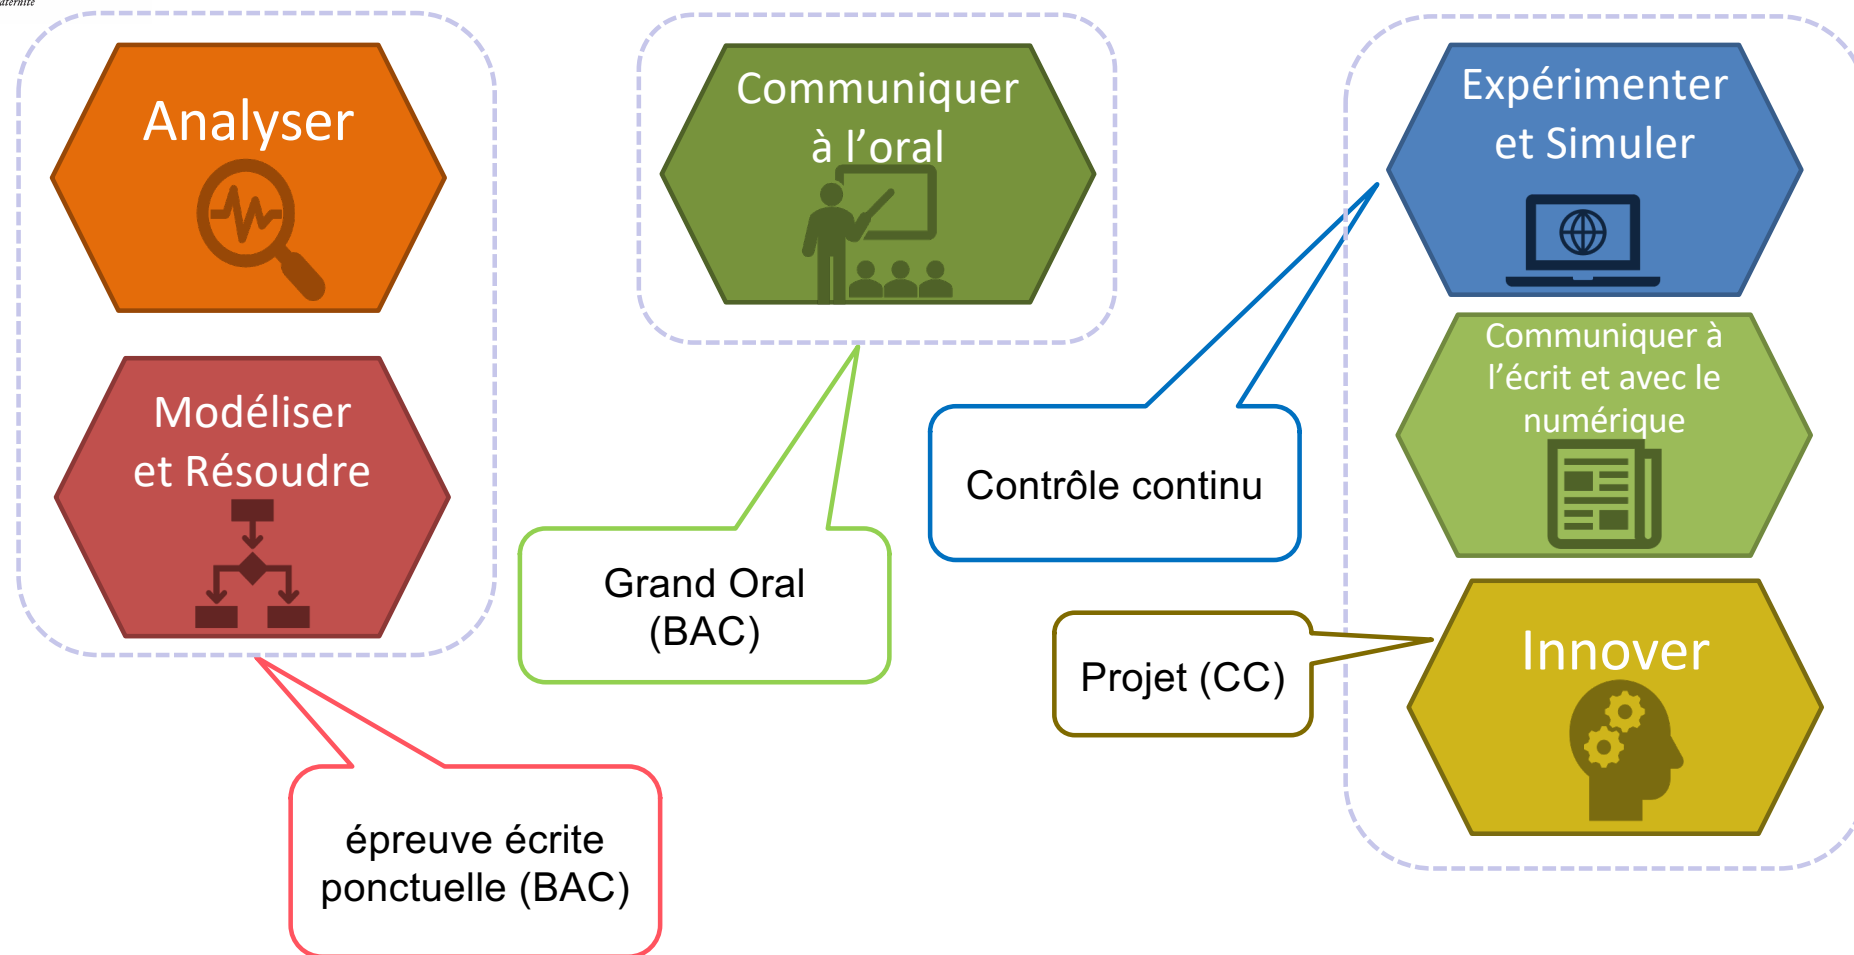 Analyser
Modéliser
et Résoudre
épreuve écrite
ponctuelle (BAC)
Communiquer
à l’oral
Grand Oral
(BAC)
Expérimenter
et Simuler
Contrôle continu
Communiquer à
l’écrit et avec le
numérique
Projet (CC)
Innover